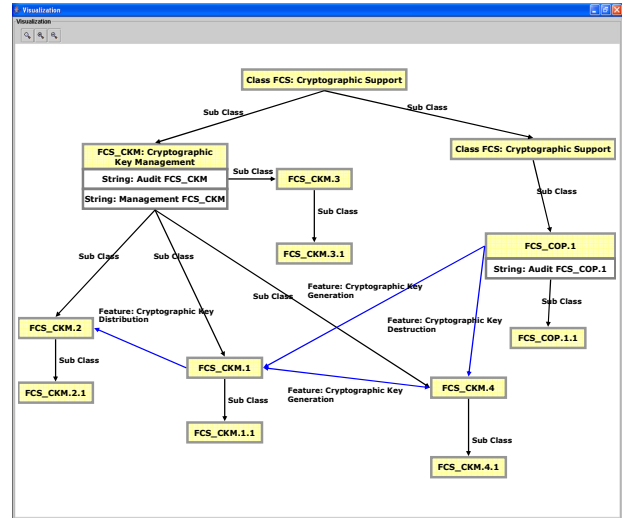 Visualization
Visualization
Class FCS: Cryptographic Support
Sub Class
Sub Class
FCS_CKM: Cryptographic
Key Management
String: Audit FCS_CKM
String: Management FCS_CKM
Sub Class
FCS_CKM.3
Class FCS: Cryptographic Support
Sub Class
Sub Class
FCS_CKM.3.1
FCS_COP.1
String: Audit FCS_COP.1
Sub Class
Sub Class
Feature: Cryptographic Key
Generation
Sub Class
Sub Class
Feature: Cryptographic Key
Distribution
Feature: Cryptographic Key
Destruction
FCS_CKM.2
FCS_COP.1.1
Sub Class
FCS_CKM.1
FCS_CKM.4
FCS_CKM.2.1
Sub Class
Feature: Cryptographic Key
Generation
FCS_CKM.1.1
Sub Class
FCS_CKM.4.1